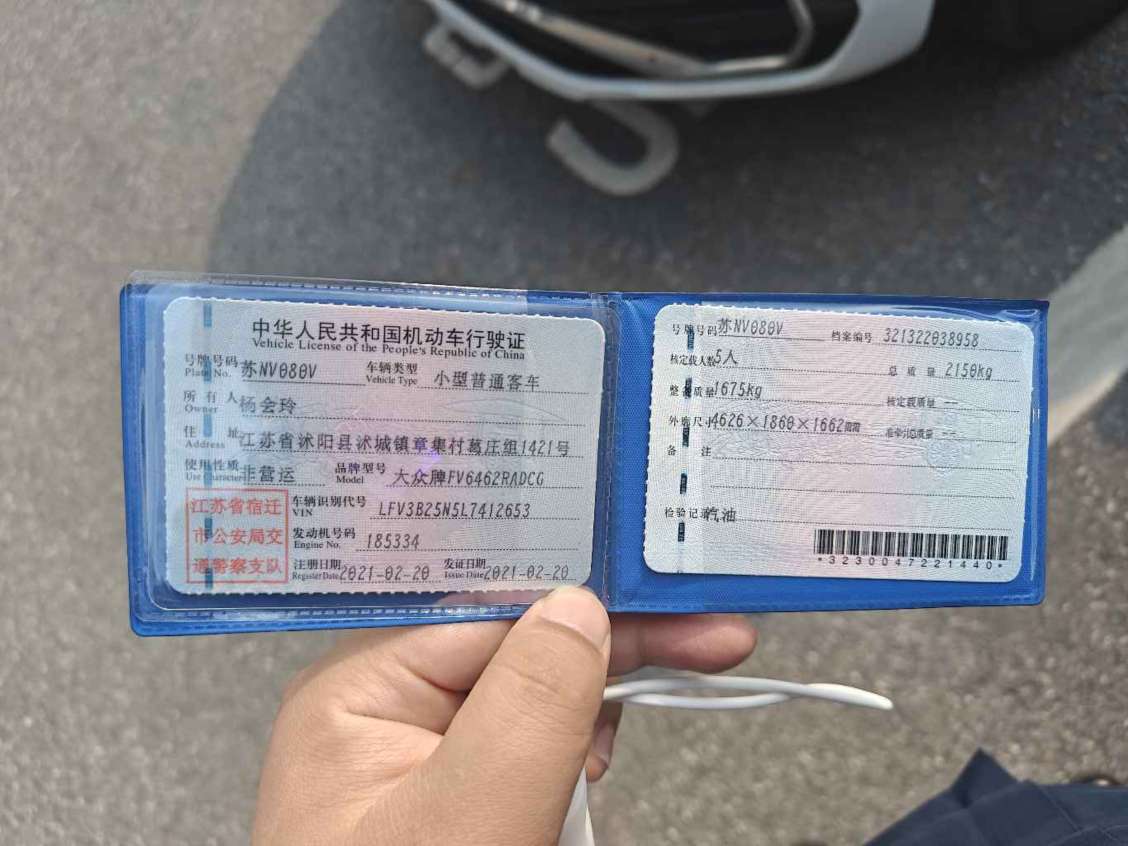 中华人民共和国机动车行驶证
Vehicle License of the People's Republic of China
号牌号码 苏NV080V 车辆类型 小型普通客车
Plate No. Vehicle Type
所有人 杨会玲
Owner
住址 江苏省沭阳县沭城镇章集村葛庄组1421号
Address
使用性质 非营运 品牌型号 大众牌FV6462RADCG
Use Character Model
江苏省宿迁
市公安局交
道警察支队
车辆识别代号 LFV3B25N5L7412653
VIN
发动机号码 185334
Engine No.
注册日期 2021-02-20 发证日期 2021-02-20
Register Date Issue Date
号牌号码 苏NV080V 档案编号 321322038958
核定载人数 5人 总质量 2150kg
整备质量 1675kg 核定载质量 --
外廓尺寸 4626×1860×1662mm 准牵引总质量 --
备注
检验记录 汽油
*3230047221440*